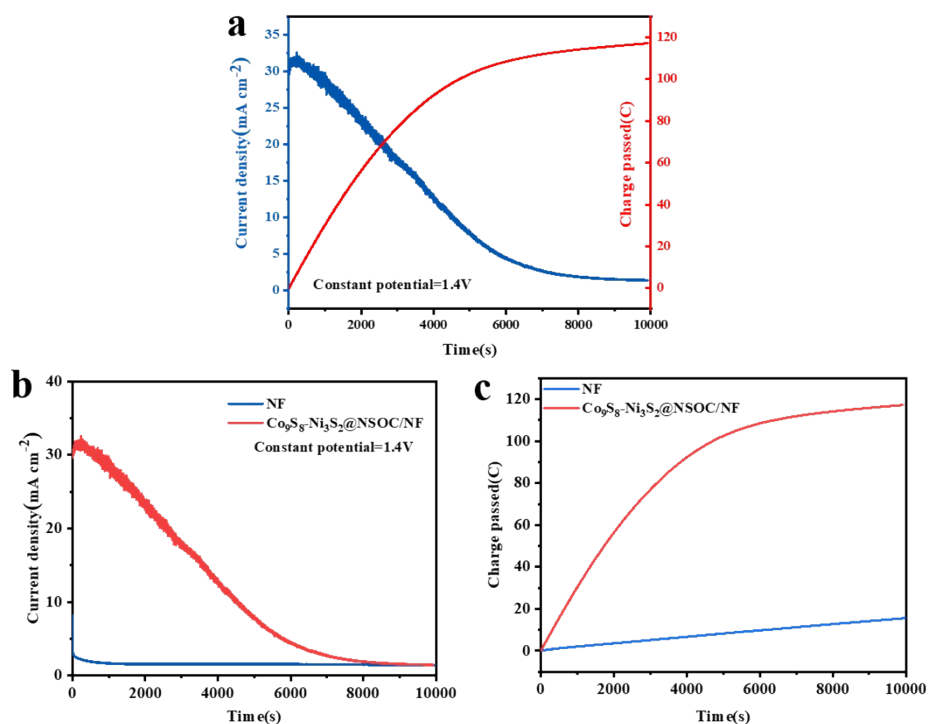 a
Current density(mA cm⁻²)
35
30
25
20
15
10
5
0
Constant potential=1.4V
120
100
80
60
40
20
0
Charge passed(C)
0 2000 4000 6000 8000 10000
Time(s)
b
Current density(mA cm⁻²)
40
30
20
10
0
NF
Co₉S₈-Ni₃S₂@NSOC/NF
Constant potential=1.4V
0 2000 4000 6000 8000 10000
Time(s)
c
Charge passed(C)
120
100
80
60
40
20
0
NF
Co₉S₈-Ni₃S₂@NSOC/NF
0 2000 4000 6000 8000 10000
Time(s)